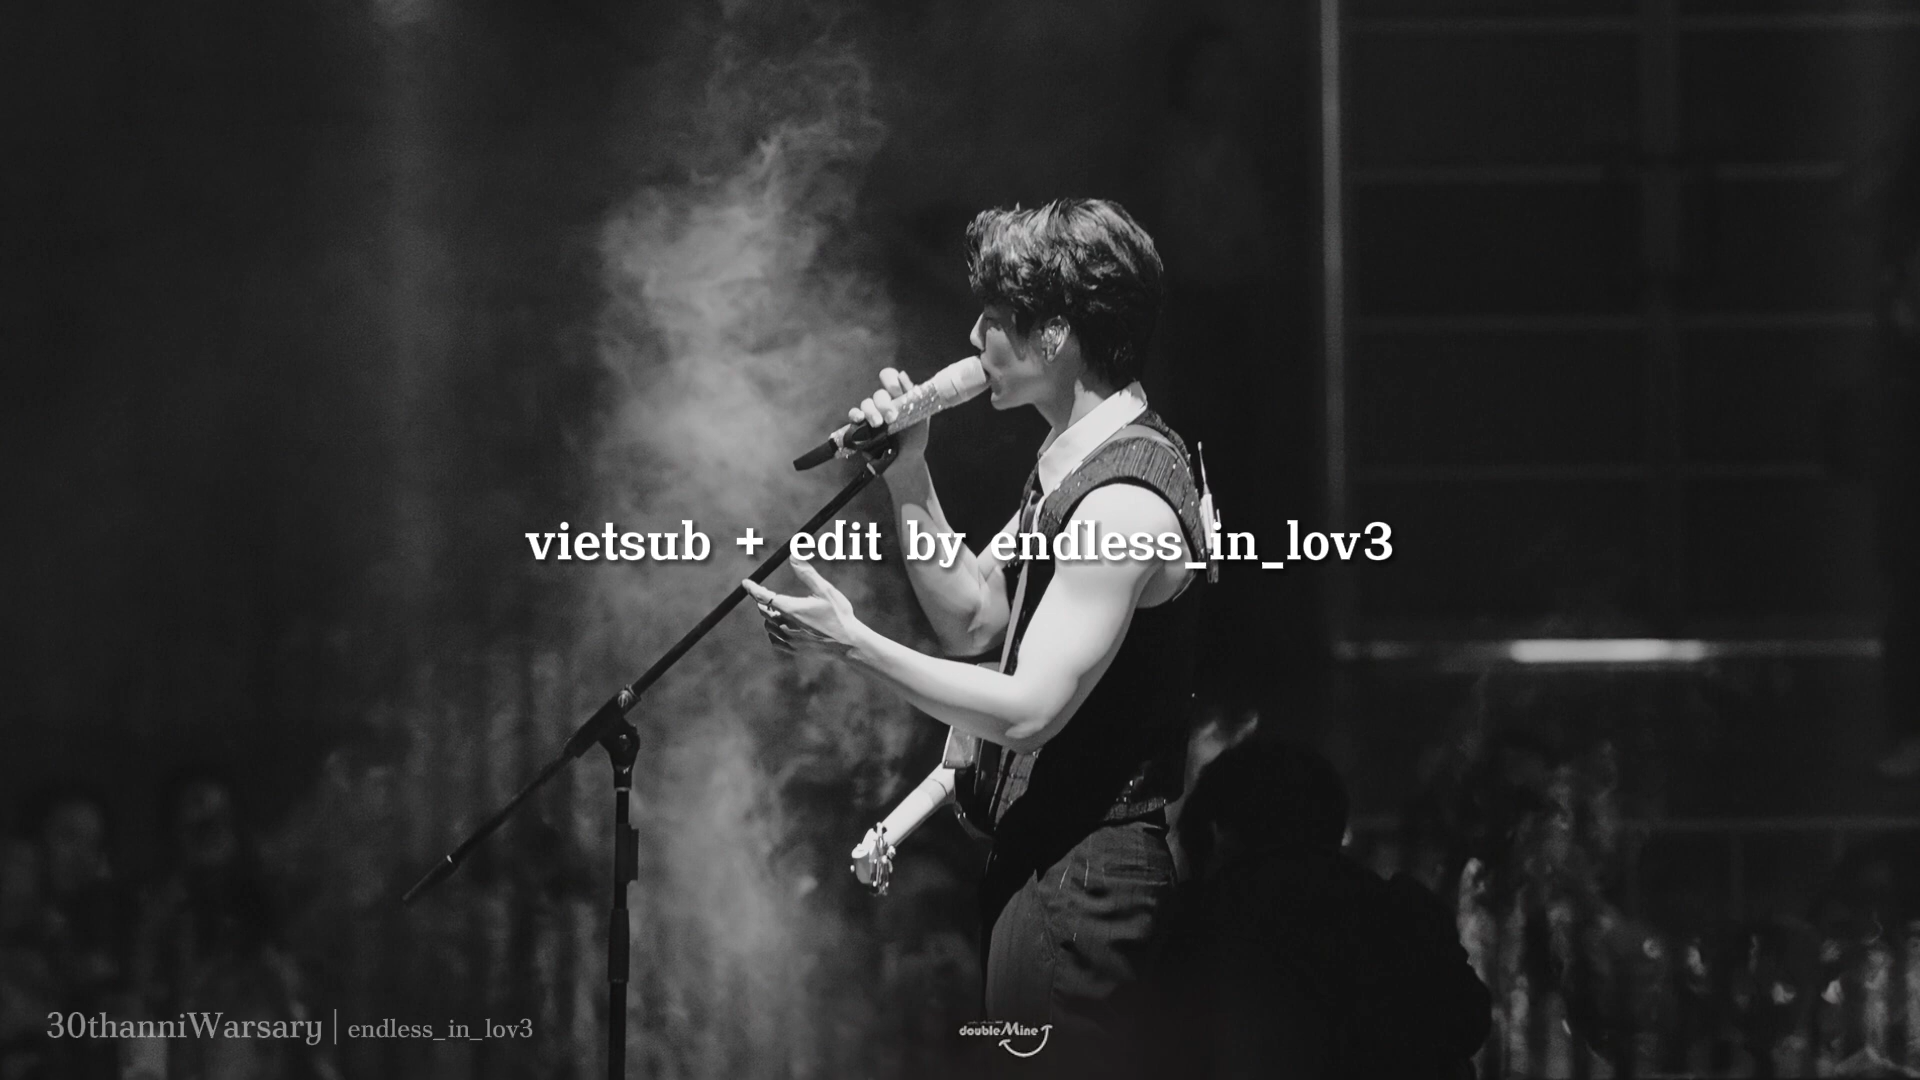 vietsub + edit by endless_in_lov3
30thanniWarsary | endless_in_lov3
doubleMine